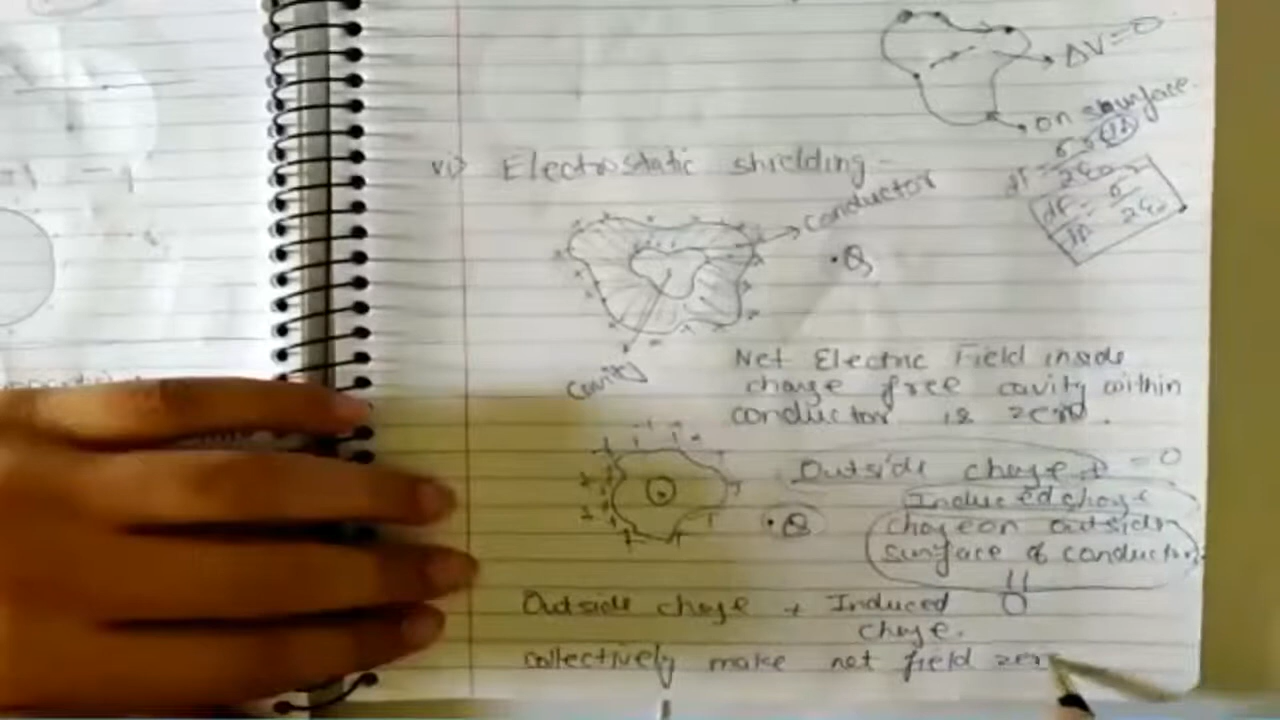 ΔV=0
on surface.
vi) Electrostatic shielding
conductor
.Q
cavity
Net Electric Field inside
charge free cavity within
conductor is zero.
Outside charge + = 0
Induced charge
charge on outside
surface of conductor
.Q
0
Outside charge + Induced
charge.
collectively make net field zero